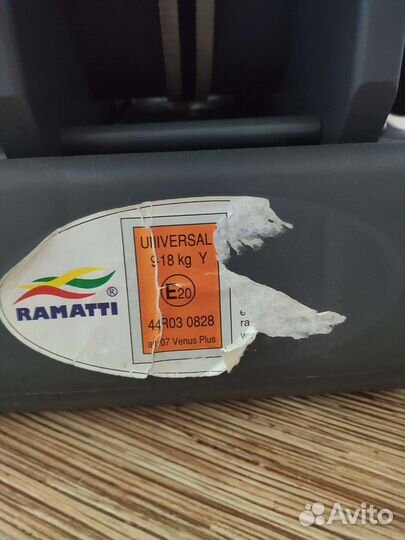 UNIVERSAL
9-18 kg Y
E20
44R03 0828
RAMATTI ®
Venus Plus
Avito